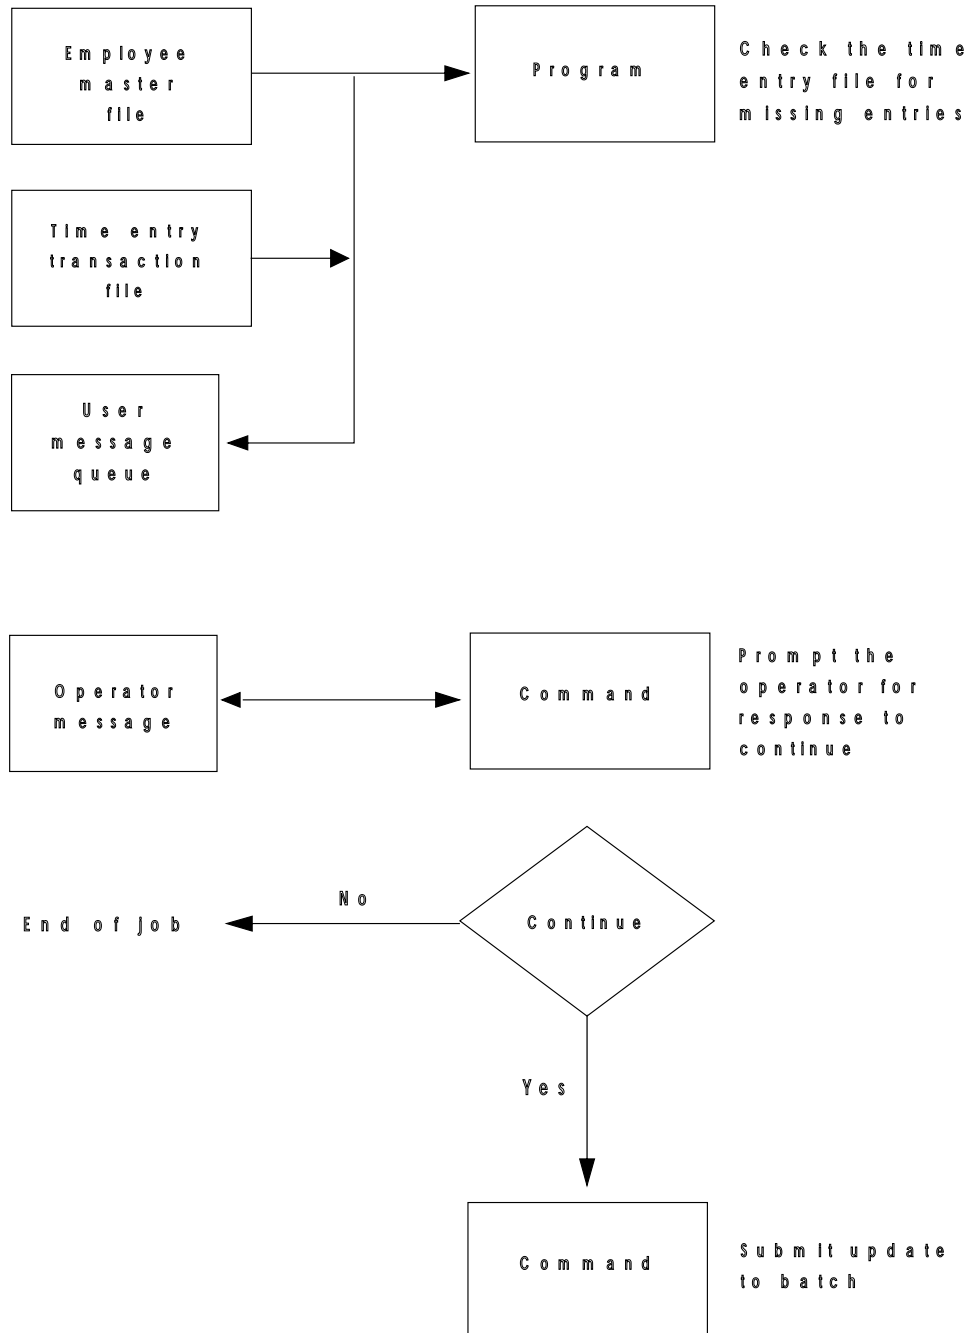 Employee
master
file
Program
Check the time
entry file for
missing entries
Time entry
transaction
file
User
message
queue
Operator
message
Command
Prompt the
operator for
response to
continue
No
End of job
Continue
Yes
Command
Submit update
to batch